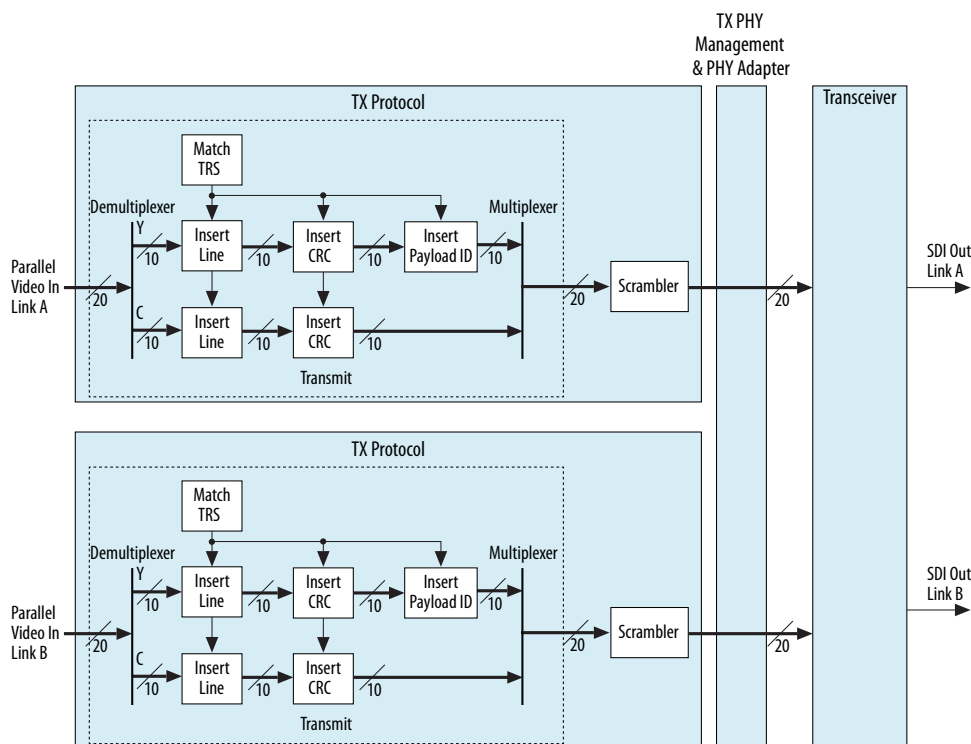 TX PHY
Management
& PHY Adapter
TX Protocol
Transceiver
Match
TRS
Demultiplexer
Multiplexer
Y
10
Insert
Line
10
Insert
CRC
10
Insert
Payload ID
10
Parallel
Video In
Link A
20
20
Scrambler
20
SDI Out
Link A
C
10
Insert
Line
10
Insert
CRC
10
Transmit
TX Protocol
Match
TRS
Demultiplexer
Multiplexer
Y
10
Insert
Line
10
Insert
CRC
10
Insert
Payload ID
10
SDI Out
Link B
Parallel
Video In
Link B
20
20
Scrambler
20
C
10
Insert
Line
10
Insert
CRC
10
Transmit